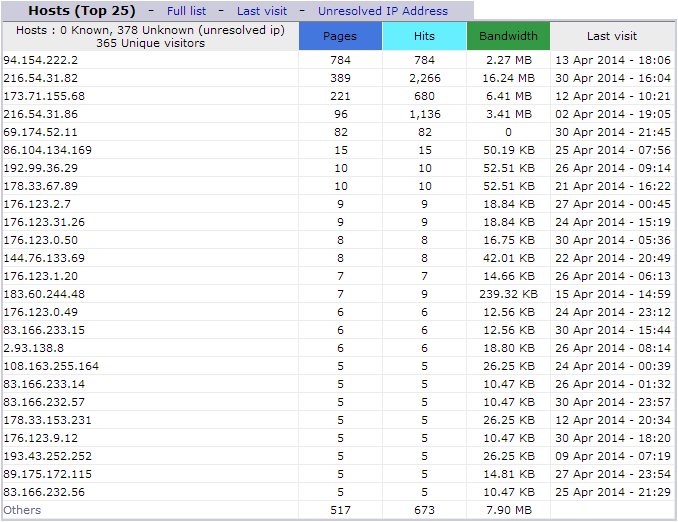 Hosts (Top 25) - Full list - Last visit - Unresolved IP Address
Hosts : 0 Known, 378 Unknown (unresolved ip)
365 Unique visitors
Pages Hits Bandwidth Last visit
94.154.222.2 784 784 2.27 MB 13 Apr 2014 - 18:06
216.54.31.82 389 2,266 16.24 MB 30 Apr 2014 - 16:04
173.71.155.68 221 680 6.41 MB 12 Apr 2014 - 10:21
216.54.31.86 96 1,136 3.41 MB 02 Apr 2014 - 19:05
69.174.52.11 82 82 0 30 Apr 2014 - 21:45
86.104.134.169 15 15 50.19 KB 25 Apr 2014 - 07:56
192.99.36.29 10 10 52.51 KB 26 Apr 2014 - 09:14
178.33.67.89 10 10 52.51 KB 21 Apr 2014 - 16:22
176.123.2.7 9 9 18.84 KB 27 Apr 2014 - 00:45
176.123.31.26 9 9 18.84 KB 24 Apr 2014 - 15:19
176.123.0.50 8 8 16.75 KB 30 Apr 2014 - 05:36
144.76.133.69 8 8 42.01 KB 22 Apr 2014 - 20:49
176.123.1.20 7 7 14.66 KB 26 Apr 2014 - 06:13
183.60.244.48 7 9 239.32 KB 15 Apr 2014 - 14:59
176.123.0.49 6 6 12.56 KB 24 Apr 2014 - 23:12
83.166.233.15 6 6 12.56 KB 30 Apr 2014 - 15:44
2.93.138.8 6 6 18.80 KB 26 Apr 2014 - 08:14
108.163.255.164 5 5 26.25 KB 24 Apr 2014 - 00:39
83.166.233.14 5 5 10.47 KB 26 Apr 2014 - 01:32
83.166.232.57 5 5 10.47 KB 30 Apr 2014 - 23:57
178.33.153.231 5 5 26.25 KB 12 Apr 2014 - 20:34
176.123.9.12 5 5 10.47 KB 30 Apr 2014 - 18:20
193.43.252.252 5 5 26.25 KB 09 Apr 2014 - 07:19
89.175.172.115 5 5 14.81 KB 27 Apr 2014 - 23:54
83.166.232.56 5 5 10.47 KB 25 Apr 2014 - 21:29
Others 517 673 7.90 MB